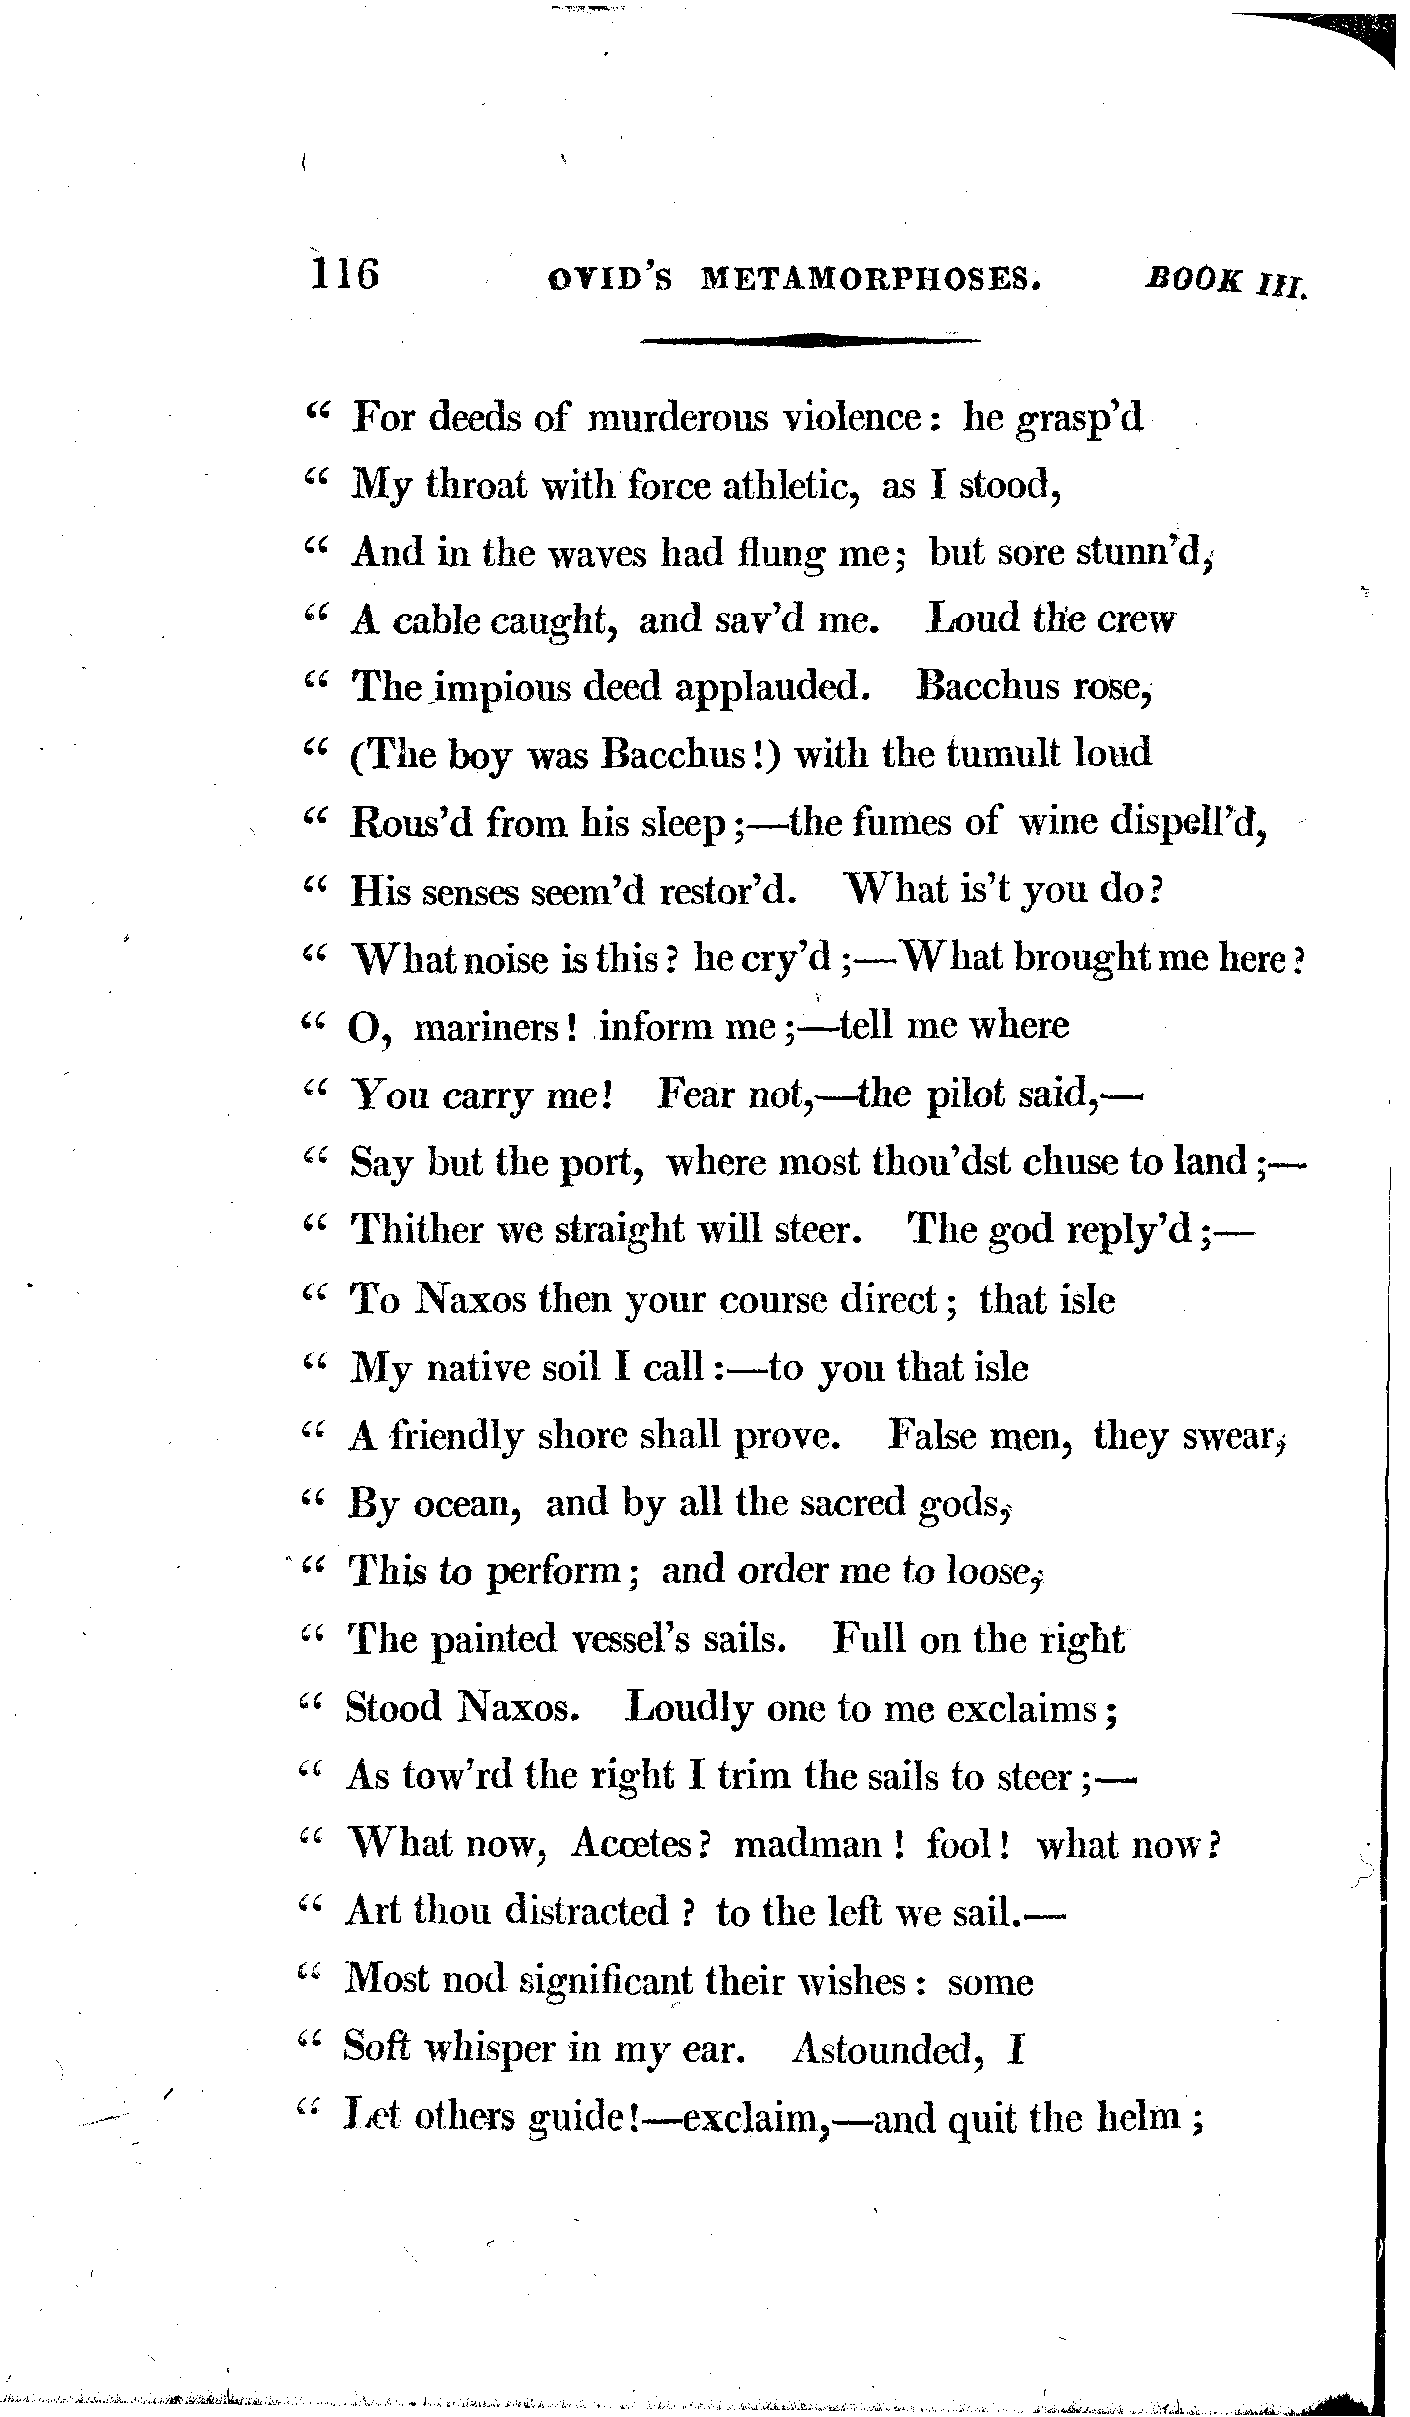 116 OVID'S METAMORPHOSES. BOOK III.
“ For deeds of murderous violence: he grasp'd
“ My throat with force athletic, as I stood,
“ And in the waves had flung me; but sore stunn'd,
“ A cable caught, and sav'd me. Loud the crew
“ The impious deed applauded. Bacchus rose,
“ (The boy was Bacchus!) with the tumult loud
“ Rous'd from his sleep;—the fumes of wine dispell'd,
“ His senses seem'd restor'd. What is't you do?
“ What noise is this? he cry'd;—What brought me here?
“ O, mariners! inform me;—tell me where
“ You carry me! Fear not,—the pilot said,—
“ Say but the port, where most thou'dst chuse to land;—
“ Thither we straight will steer. The god reply'd;—
“ To Naxos then your course direct; that isle
“ My native soil I call:—to you that isle
“ A friendly shore shall prove. False men, they swear,
“ By ocean, and by all the sacred gods,
“ This to perform; and order me to loose,
“ The painted vessel's sails. Full on the right
“ Stood Naxos. Loudly one to me exclaims;
“ As tow'rd the right I trim the sails to steer;—
“ What now, Acœtes? madman! fool! what now?
“ Art thou distracted? to the left we sail.—
“ Most nod significant their wishes: some
“ Soft whisper in my ear. Astounded, I
“ Let others guide!—exclaim,—and quit the helm;